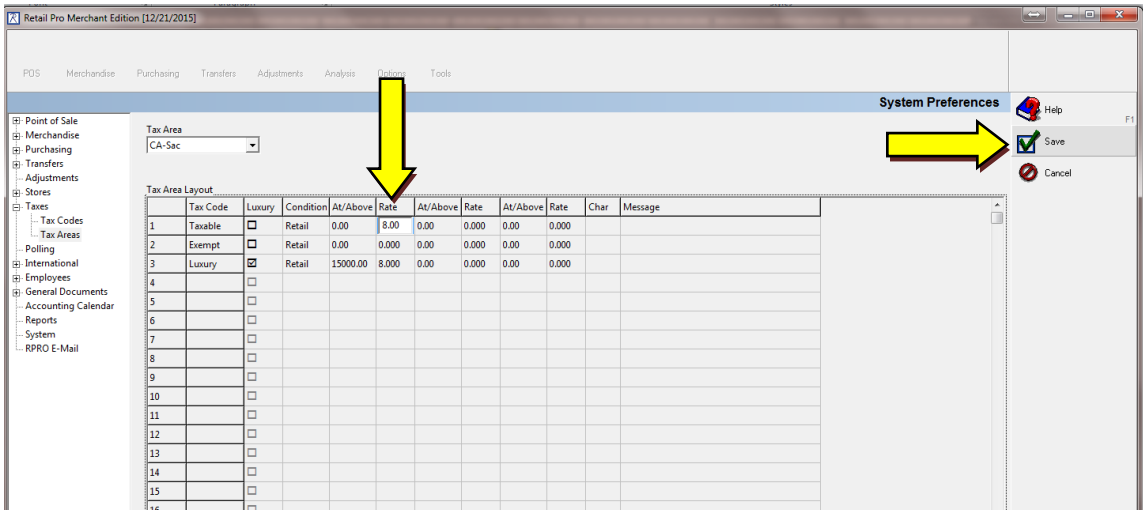 Retail Pro Merchant Edition [12/21/2015]
POS Merchandise Purchasing Transfers Adjustments Analysis Options Tools
System Preferences
Help
F1
Save
Cancel
Point of Sale
Merchandise
Purchasing
Transfers
Adjustments
Stores
Taxes
Tax Codes
Tax Areas
Polling
International
Employees
General Documents
Accounting Calendar
Reports
System
RPRO E-Mail
Tax Area
CA-Sac
Tax Area Layout
Tax Code Luxury Condition At/Above Rate At/Above Rate At/Above Rate Char Message
1 Taxable Retail 0.00 8.00 0.00 0.000 0.00 0.000
2 Exempt Retail 0.00 0.000 0.00 0.000 0.00 0.000
3 Luxury Retail 15000.00 8.000 0.00 0.000 0.00 0.000
4
5
6
7
8
9
10
11
12
13
14
15
16